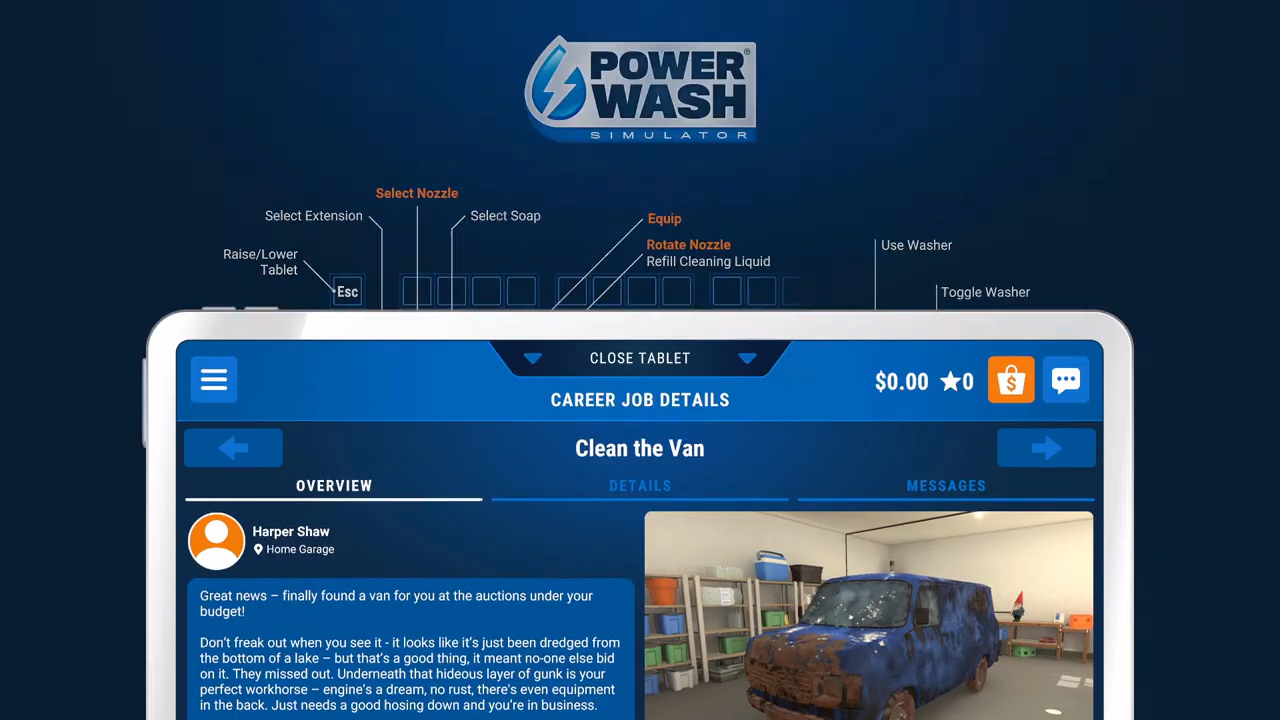 POWER®
WASH
SIMULATOR
Select Nozzle
Select Extension
Select Soap
Equip
Rotate Nozzle
Refill Cleaning Liquid
Use Washer
Raise/Lower
Tablet
Esc
Toggle Washer
CLOSE TABLET
$0.00 ★0
$
CAREER JOB DETAILS
Clean the Van
OVERVIEW
DETAILS
MESSAGES
Harper Shaw
Home Garage
Great news – finally found a van for you at the auctions under your
budget!
Don't freak out when you see it - it looks like it's just been dredged from
the bottom of a lake – but that's a good thing, it meant no-one else bid
on it. They missed out. Underneath that hideous layer of gunk is your
perfect workhorse – engine's a dream, no rust, there's even equipment
in the back. Just needs a good hosing down and you're in business.